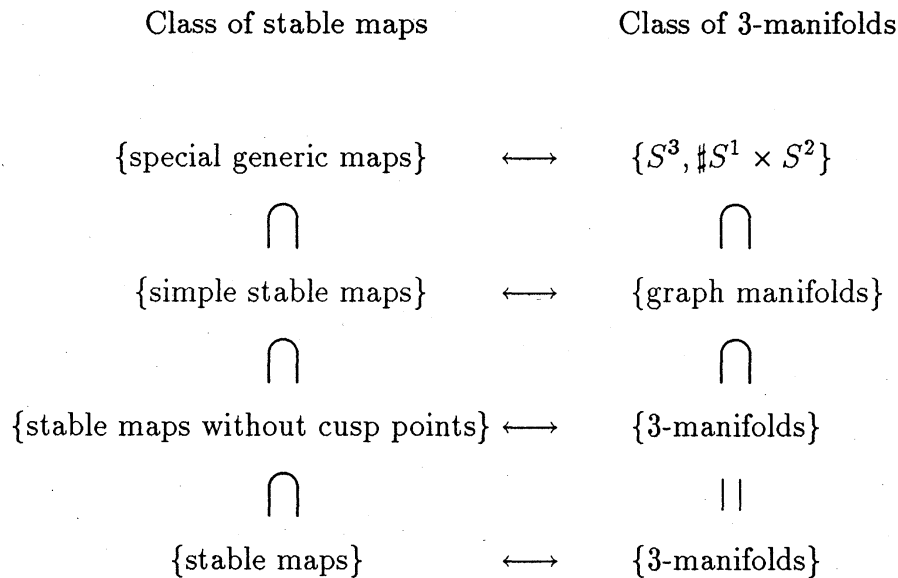 Class of stable maps Class of 3-manifolds
{special generic maps} ⟷ {S³, ♯S¹ × S²}
∩ ∩
{simple stable maps} ⟷ {graph manifolds}
∩ ∩
{stable maps without cusp points} ⟷ {3-manifolds}
∩ ||
{stable maps} ⟷ {3-manifolds}